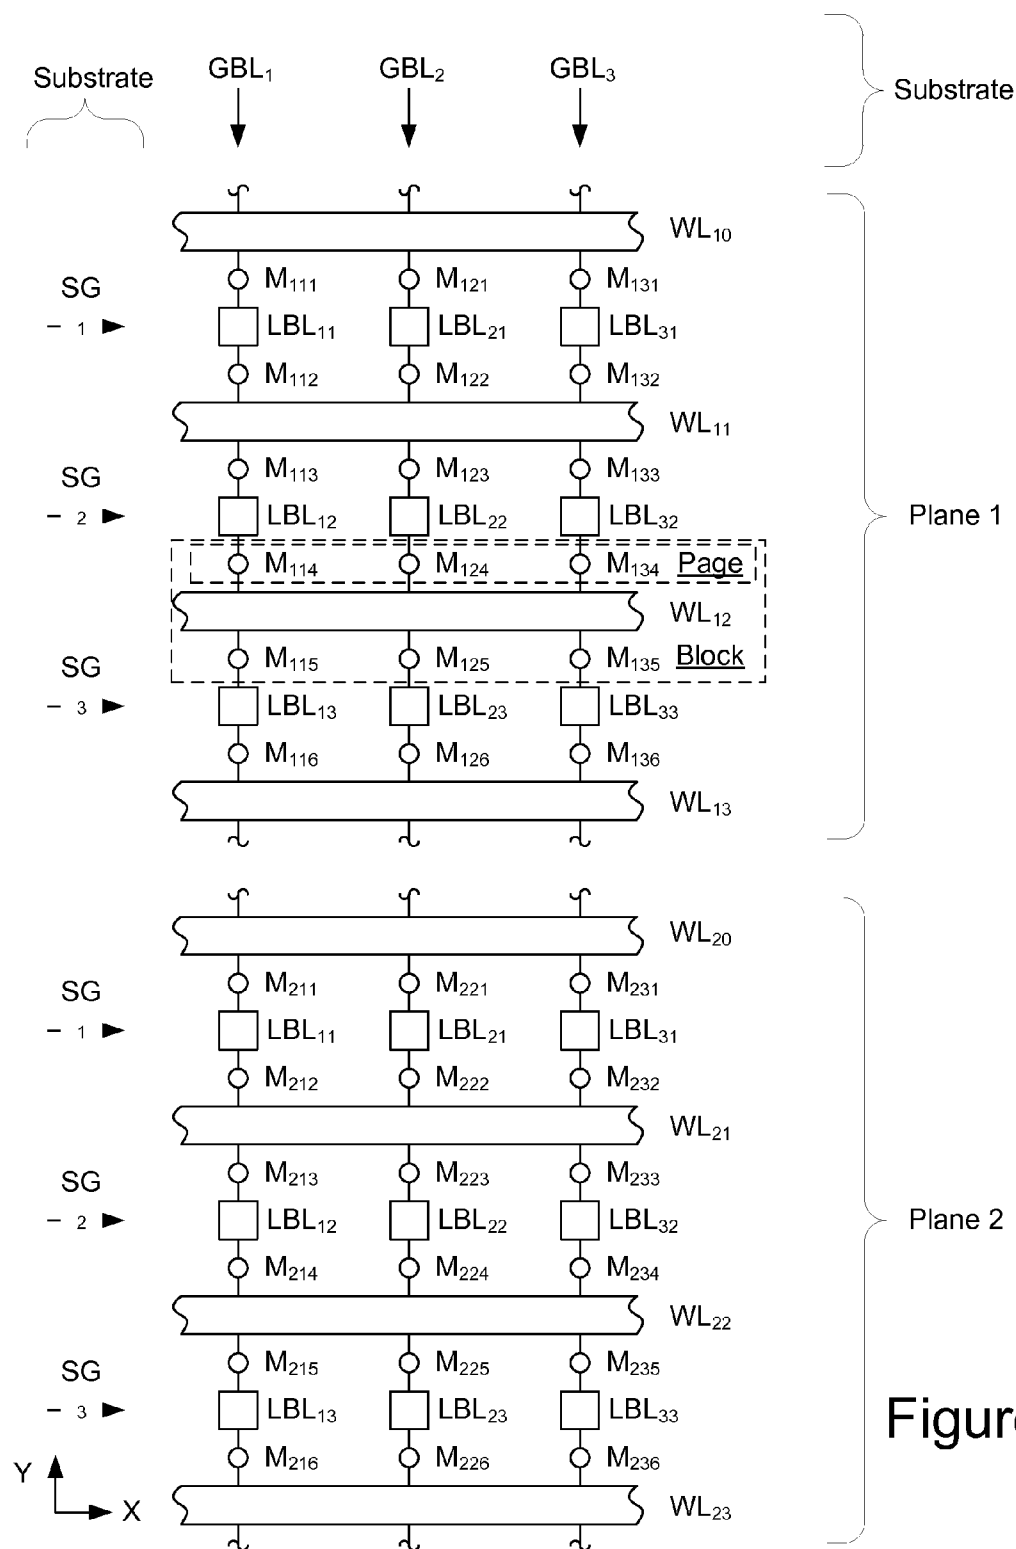 Substrate GBL₁ GBL₂ GBL₃ Substrate
WL₁₀
SG M₁₁₁ M₁₂₁ M₁₃₁
1 LBL₁₁ LBL₂₁ LBL₃₁
M₁₁₂ M₁₂₂ M₁₃₂
WL₁₁
SG M₁₁₃ M₁₂₃ M₁₃₃
2 LBL₁₂ LBL₂₂ LBL₃₂ Plane 1
M₁₁₄ M₁₂₄ M₁₃₄ Page
WL₁₂
SG M₁₁₅ M₁₂₅ M₁₃₅ Block
3 LBL₁₃ LBL₂₃ LBL₃₃
M₁₁₆ M₁₂₆ M₁₃₆
WL₁₃
WL₂₀
SG M₂₁₁ M₂₂₁ M₂₃₁
1 LBL₁₁ LBL₂₁ LBL₃₁
M₂₁₂ M₂₂₂ M₂₃₂
WL₂₁
SG M₂₁₃ M₂₂₃ M₂₃₃
2 LBL₁₂ LBL₂₂ LBL₃₂ Plane 2
M₂₁₄ M₂₂₄ M₂₃₄
WL₂₂
SG M₂₁₅ M₂₂₅ M₂₃₅
3 LBL₁₃ LBL₂₃ LBL₃₃ Figure
M₂₁₆ M₂₂₆ M₂₃₆
Y X WL₂₃